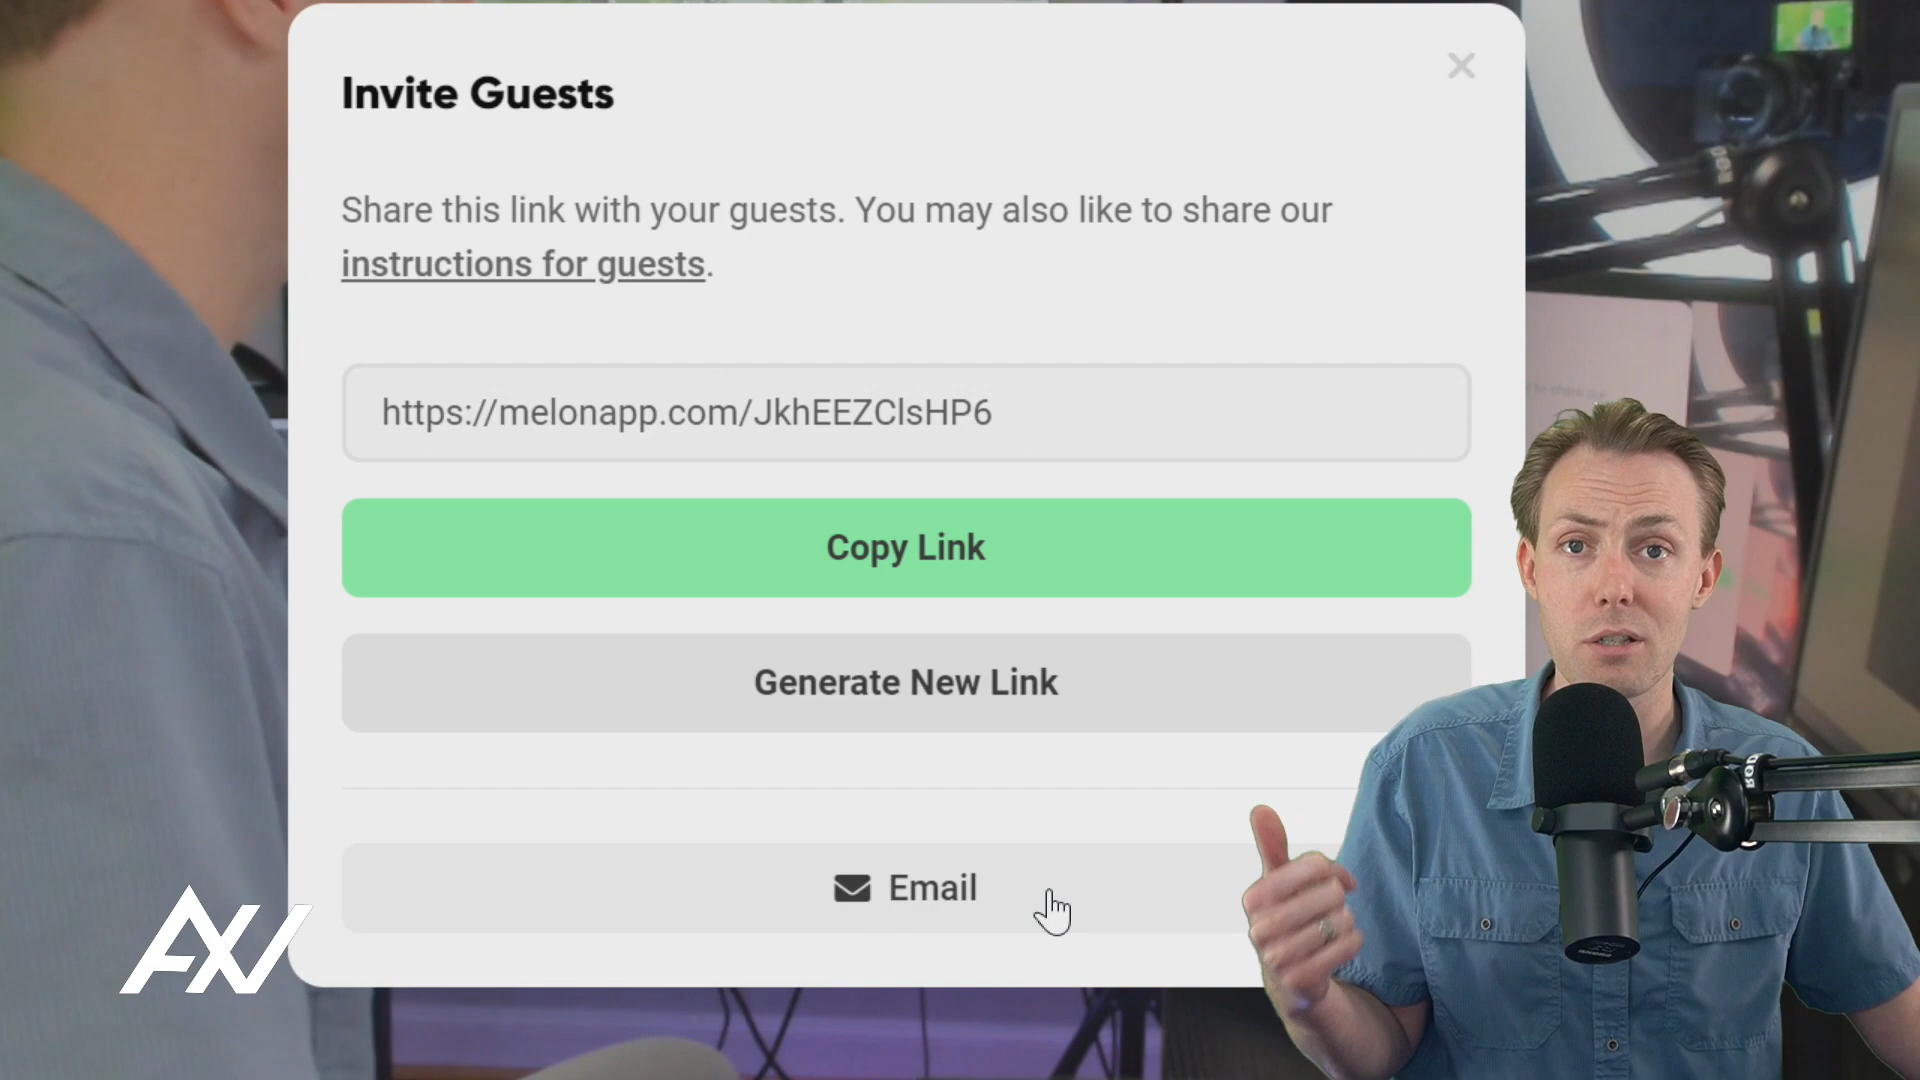 Invite Guests
Share this link with your guests. You may also like to share our
instructions for guests.
https://melonapp.com/JkhEEZClsHP6
Copy Link
Generate New Link
Email
RODE